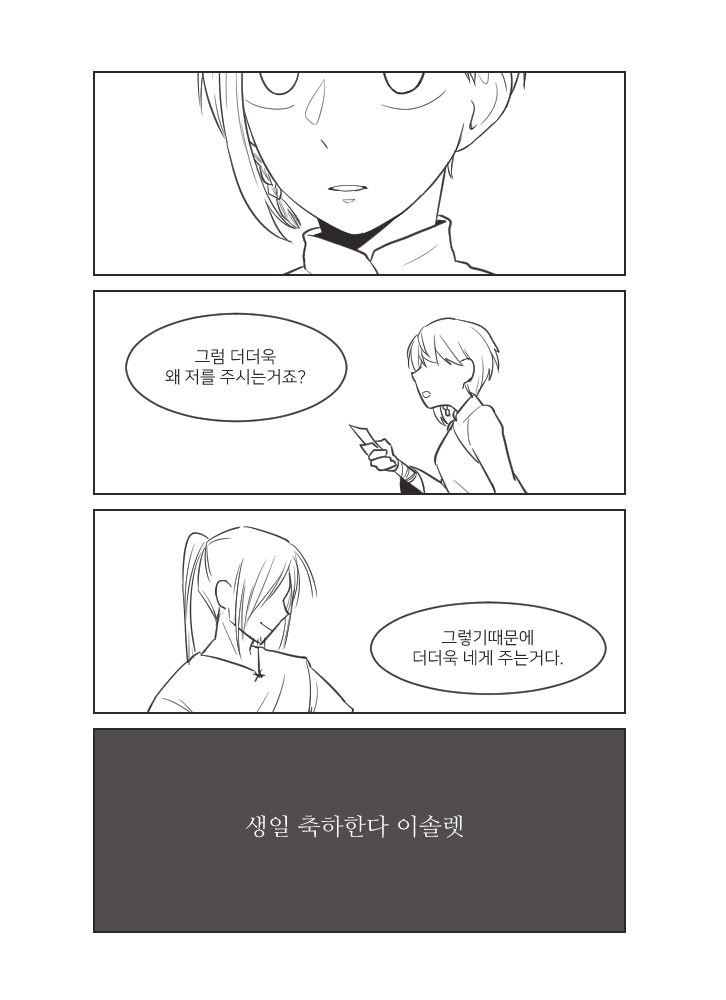 그럼 더더욱
왜 저를 주시는거죠?
그렇기때문에
더더욱 네게 주는거다.
생일 축하한다 이솔렛